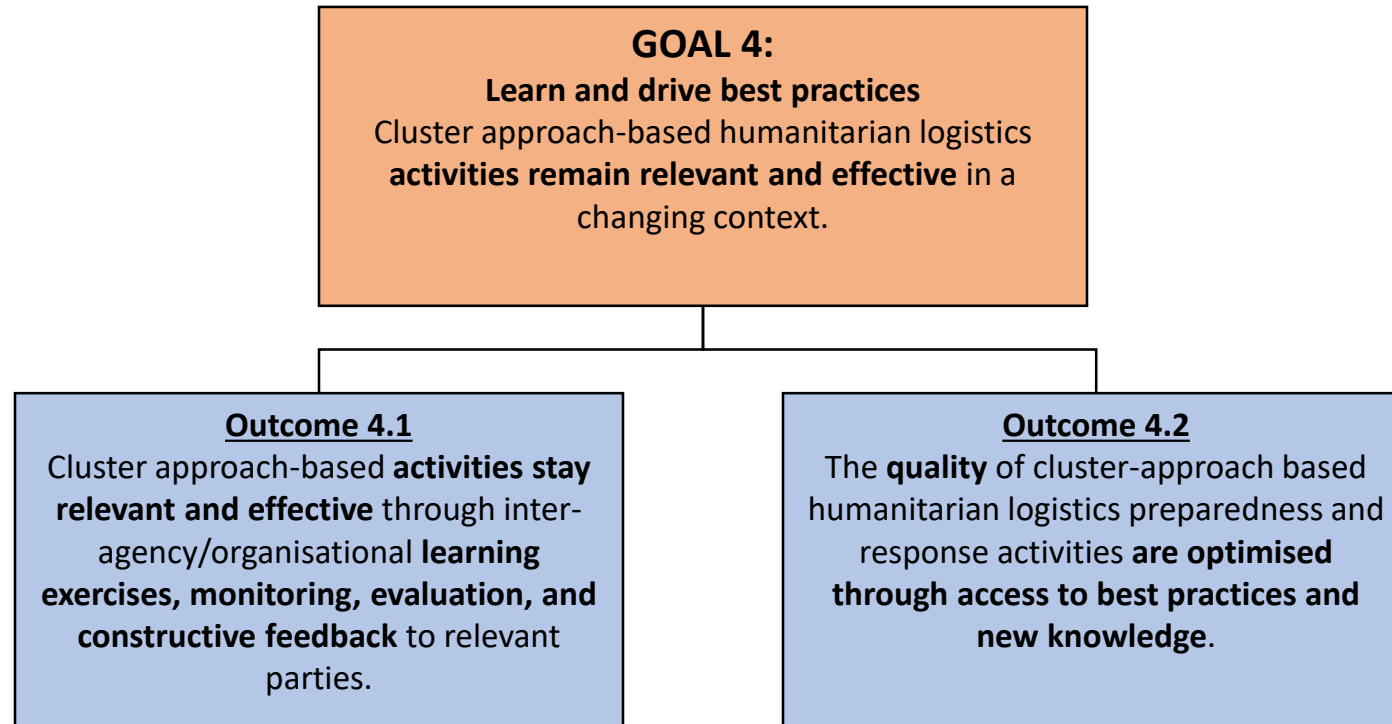 GOAL 4:
Learn and drive best practices
Cluster approach-based humanitarian logistics
activities remain relevant and effective in a
changing context.
Outcome 4.1
Cluster approach-based activities stay
relevant and effective through inter-
agency/organisational learning
exercises, monitoring, evaluation, and
constructive feedback to relevant
parties.
Outcome 4.2
The quality of cluster-approach based
humanitarian logistics preparedness and
response activities are optimised
through access to best practices and
new knowledge.